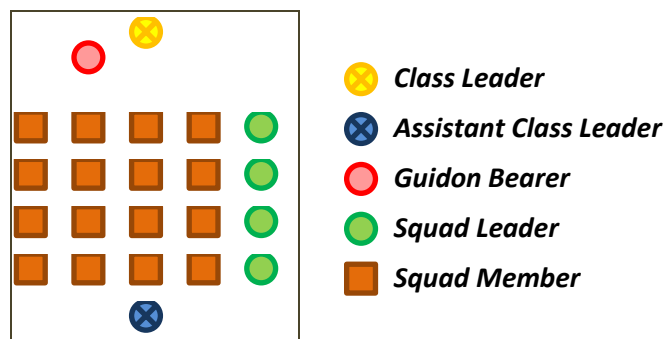 Class Leader
Assistant Class Leader
Guidon Bearer
Squad Leader
Squad Member